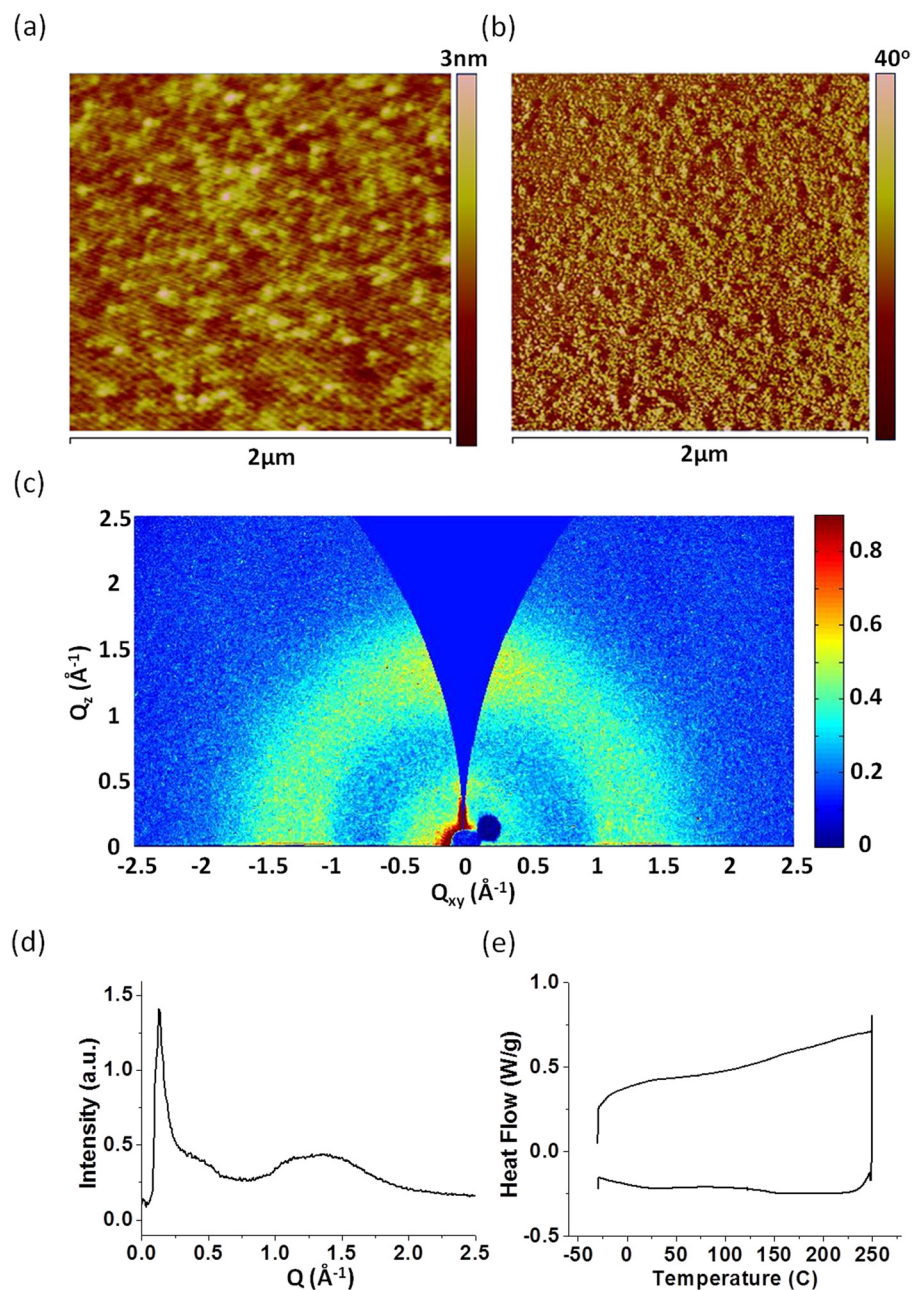 (a)
3nm
2μm
(b)
40º
2μm
(c)
Qz (Å-1)
2.5
2
1.5
1
0.5
0
-2.5 -2 -1.5 -1 -0.5 0 0.5 1 1.5 2 2.5
Qxy (Å-1)
0.8
0.6
0.4
0.2
0
(d)
Intensity (a.u.)
1.5
1.0
0.5
0.0
0.0 0.5 1.0 1.5 2.0 2.5
Q (Å-1)
(e)
Heat Flow (W/g)
1.0
0.5
0.0
-0.5
-50 0 50 100 150 200 250
Temperature (C)